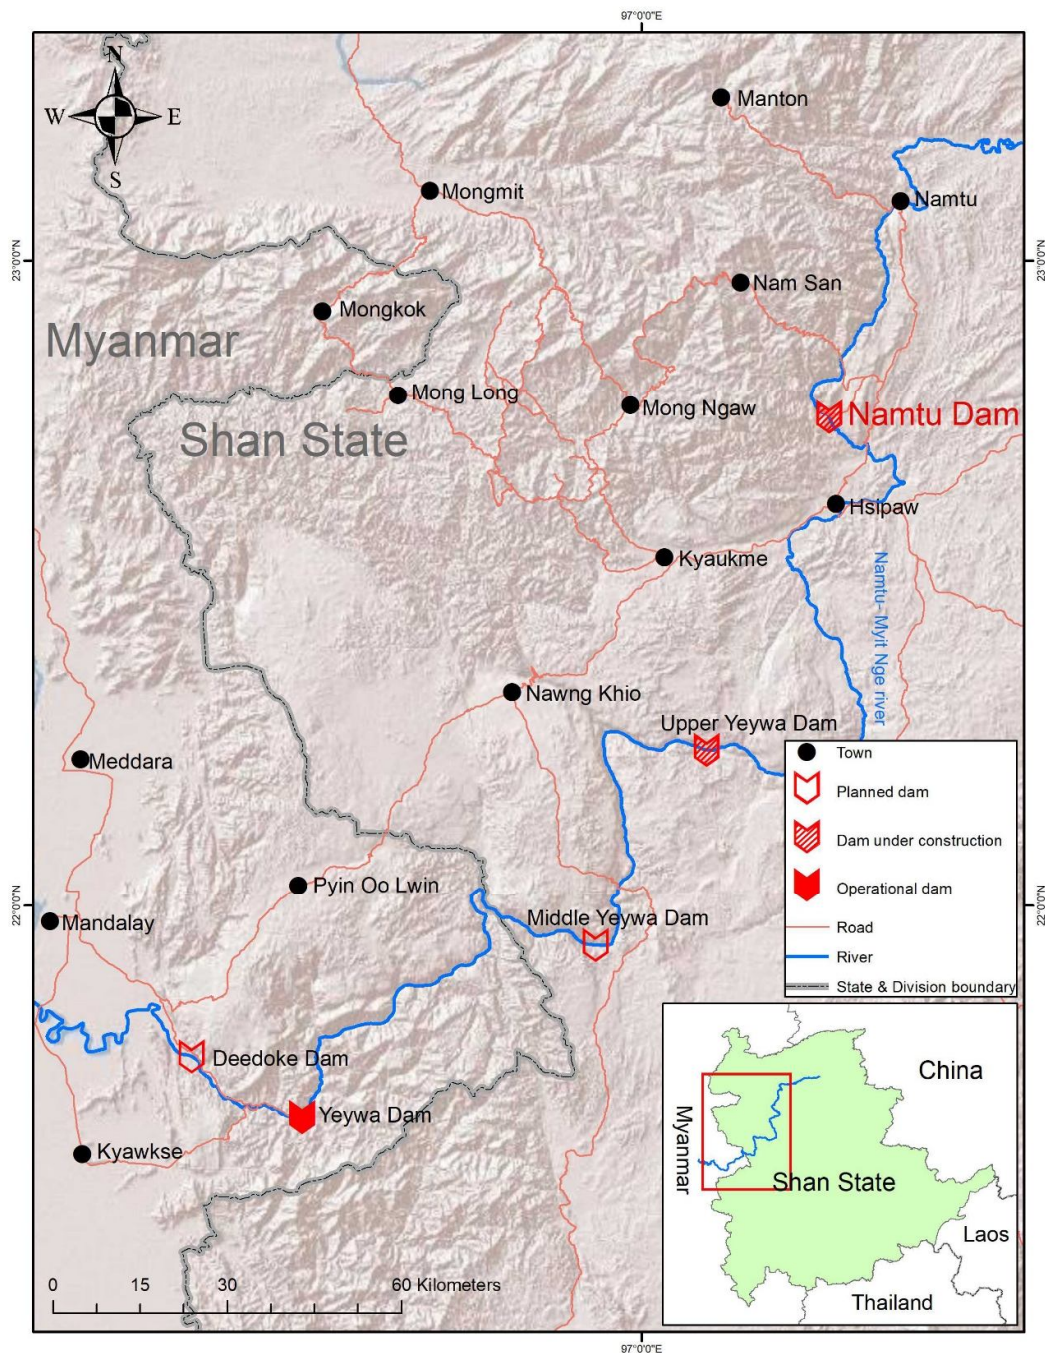 97°0'0"E
N
W
E
S
Manton
Mongmit
Namtu
23°0'0"N
23°0'0"N
Nam San
Mongkok
Myanmar
Mong Long
Mong Ngaw
Namtu Dam
Shan State
Hsipaw
Kyaukme
Namtu- Myit Nge river
Nawng Khio
Upper Yeywa Dam
Meddara
Town
Planned dam
Dam under construction
Pyin Oo Lwin
Operational dam
22°0'0"N
22°0'0"N
Mandalay
Middle Yeywa Dam
Road
River
State & Division boundary
Deedoke Dam
China
Yeywa Dam
Myanmar
Kyawkse
Shan State
Laos
0 15 30 60 Kilometers
Thailand
97°0'0"E